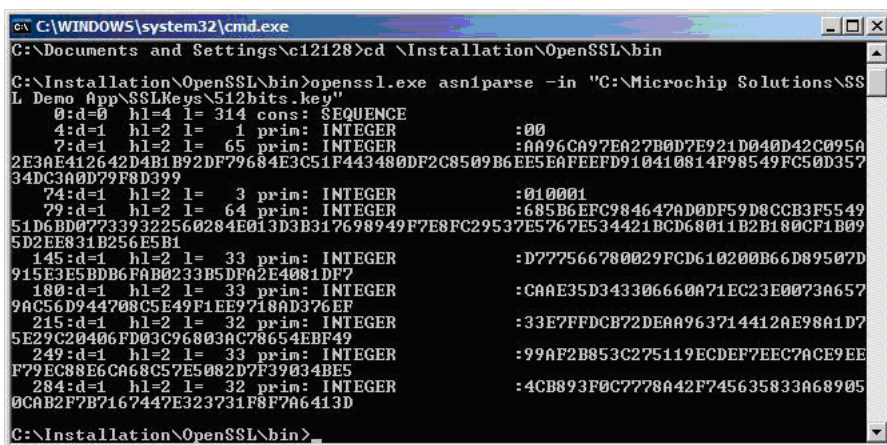 C:\WINDOWS\system32\cmd.exe
C:\Documents and Settings\c12128>cd \Installation\OpenSSL\bin
C:\Installation\OpenSSL\bin>openssl.exe asn1parse -in "C:\Microchip Solutions\SS
L Demo App\SSLKeys\512bits.key"
0:d=0 hl=4 l= 314 cons: SEQUENCE
4:d=1 hl=2 l= 1 prim: INTEGER :00
7:d=1 hl=2 l= 65 prim: INTEGER :AA96CA97EA27B0D7E921D040D42C095A
2E3AE412642D4B1B92DF79684E3C51F443480DF2C8509B6EE5EAFEEFD910410814F98549FC50D357
34DC3A0D79F8D399
74:d=1 hl=2 l= 3 prim: INTEGER :010001
79:d=1 hl=2 l= 64 prim: INTEGER :685B6EFC984647AD0DF59D8CCB3F5549
51D6BD077339322560284E013D3B317698949F7E8FC29537E5767E534421BCD68011B2B180CF1B09
5D2EE831B256E5B1
145:d=1 hl=2 l= 33 prim: INTEGER :D777566780029FCD610200B66D89507D
915E3E5BDB6FAB0233B5DFA2E4081DF7
180:d=1 hl=2 l= 33 prim: INTEGER :CAAE35D343306660A71EC23E0073A657
9AC56D944708C5E49F1EE9718AD376EF
215:d=1 hl=2 l= 32 prim: INTEGER :33E7FFDCB72DEAA963714412AE98A1D7
5E29C20406FD03C96803AC78654EBF49
249:d=1 hl=2 l= 33 prim: INTEGER :99AF2B853C275119ECDEF7EEC7ACE9EE
F79EC88E6CA68C57E5082D7F39034BE5
284:d=1 hl=2 l= 32 prim: INTEGER :4CB893F0C7778A42F745635833A68905
0CAB2F7B7167447E323731F8F7A6413D
C:\Installation\OpenSSL\bin>_